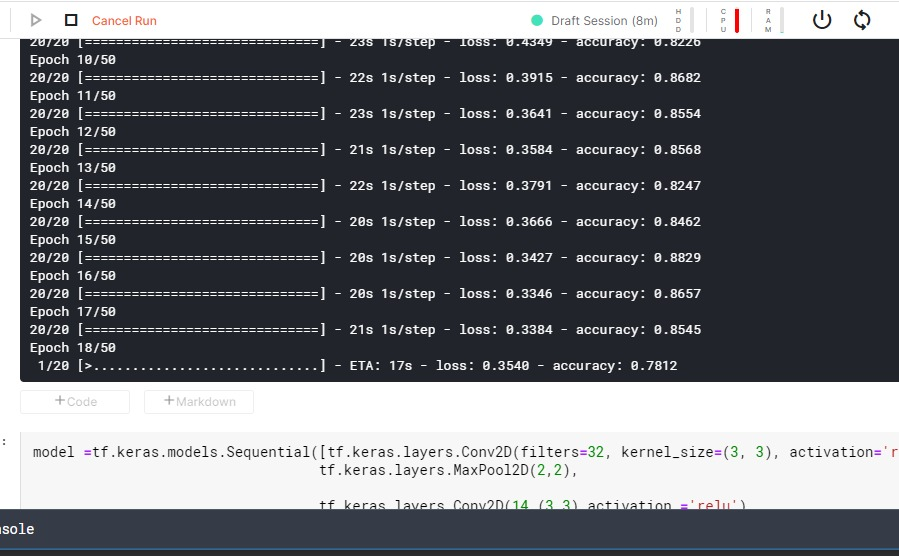 Cancel Run
Draft Session (8m)
HDD
CPU
RAM
20/20 [==============================] - 23s 1s/step - loss: 0.4349 - accuracy: 0.8226
Epoch 10/50
20/20 [==============================] - 22s 1s/step - loss: 0.3915 - accuracy: 0.8682
Epoch 11/50
20/20 [==============================] - 23s 1s/step - loss: 0.3641 - accuracy: 0.8554
Epoch 12/50
20/20 [==============================] - 21s 1s/step - loss: 0.3584 - accuracy: 0.8568
Epoch 13/50
20/20 [==============================] - 22s 1s/step - loss: 0.3791 - accuracy: 0.8247
Epoch 14/50
20/20 [==============================] - 20s 1s/step - loss: 0.3666 - accuracy: 0.8462
Epoch 15/50
20/20 [==============================] - 20s 1s/step - loss: 0.3427 - accuracy: 0.8829
Epoch 16/50
20/20 [==============================] - 20s 1s/step - loss: 0.3346 - accuracy: 0.8657
Epoch 17/50
20/20 [==============================] - 21s 1s/step - loss: 0.3384 - accuracy: 0.8545
Epoch 18/50
1/20 [>.............................] - ETA: 17s - loss: 0.3540 - accuracy: 0.7812
+Code
+Markdown
:
model =tf.keras.models.Sequential([tf.keras.layers.Conv2D(filters=32, kernel_size=(3, 3), activation='r
tf.keras.layers.MaxPool2D(2,2),
tf.keras.layers.Conv2D(14,(3,3),activation ='relu')
nsole